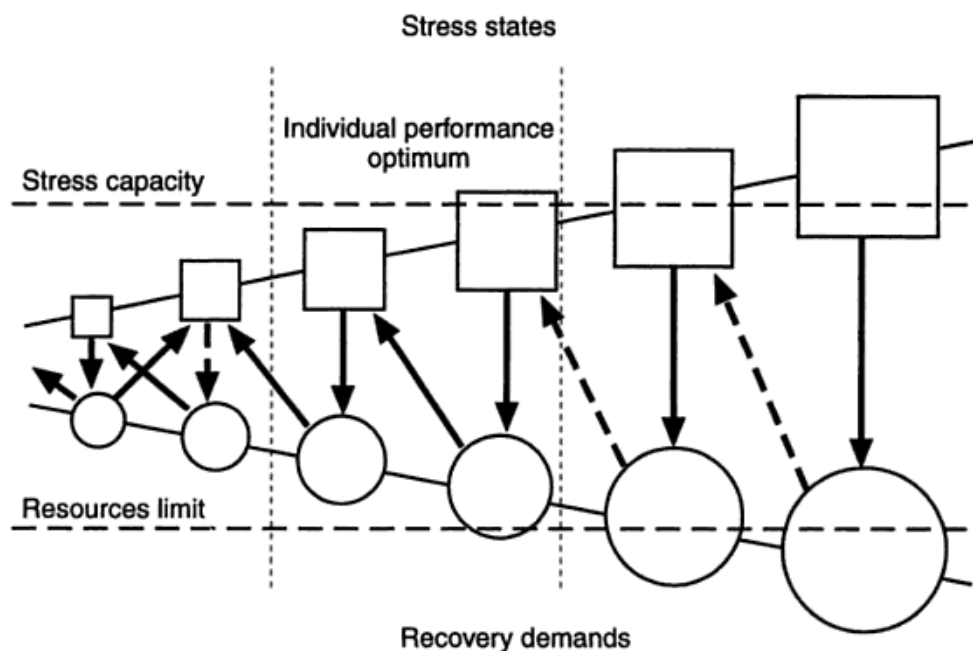 Stress states
Individual performance
optimum
Stress capacity
Resources limit
Recovery demands